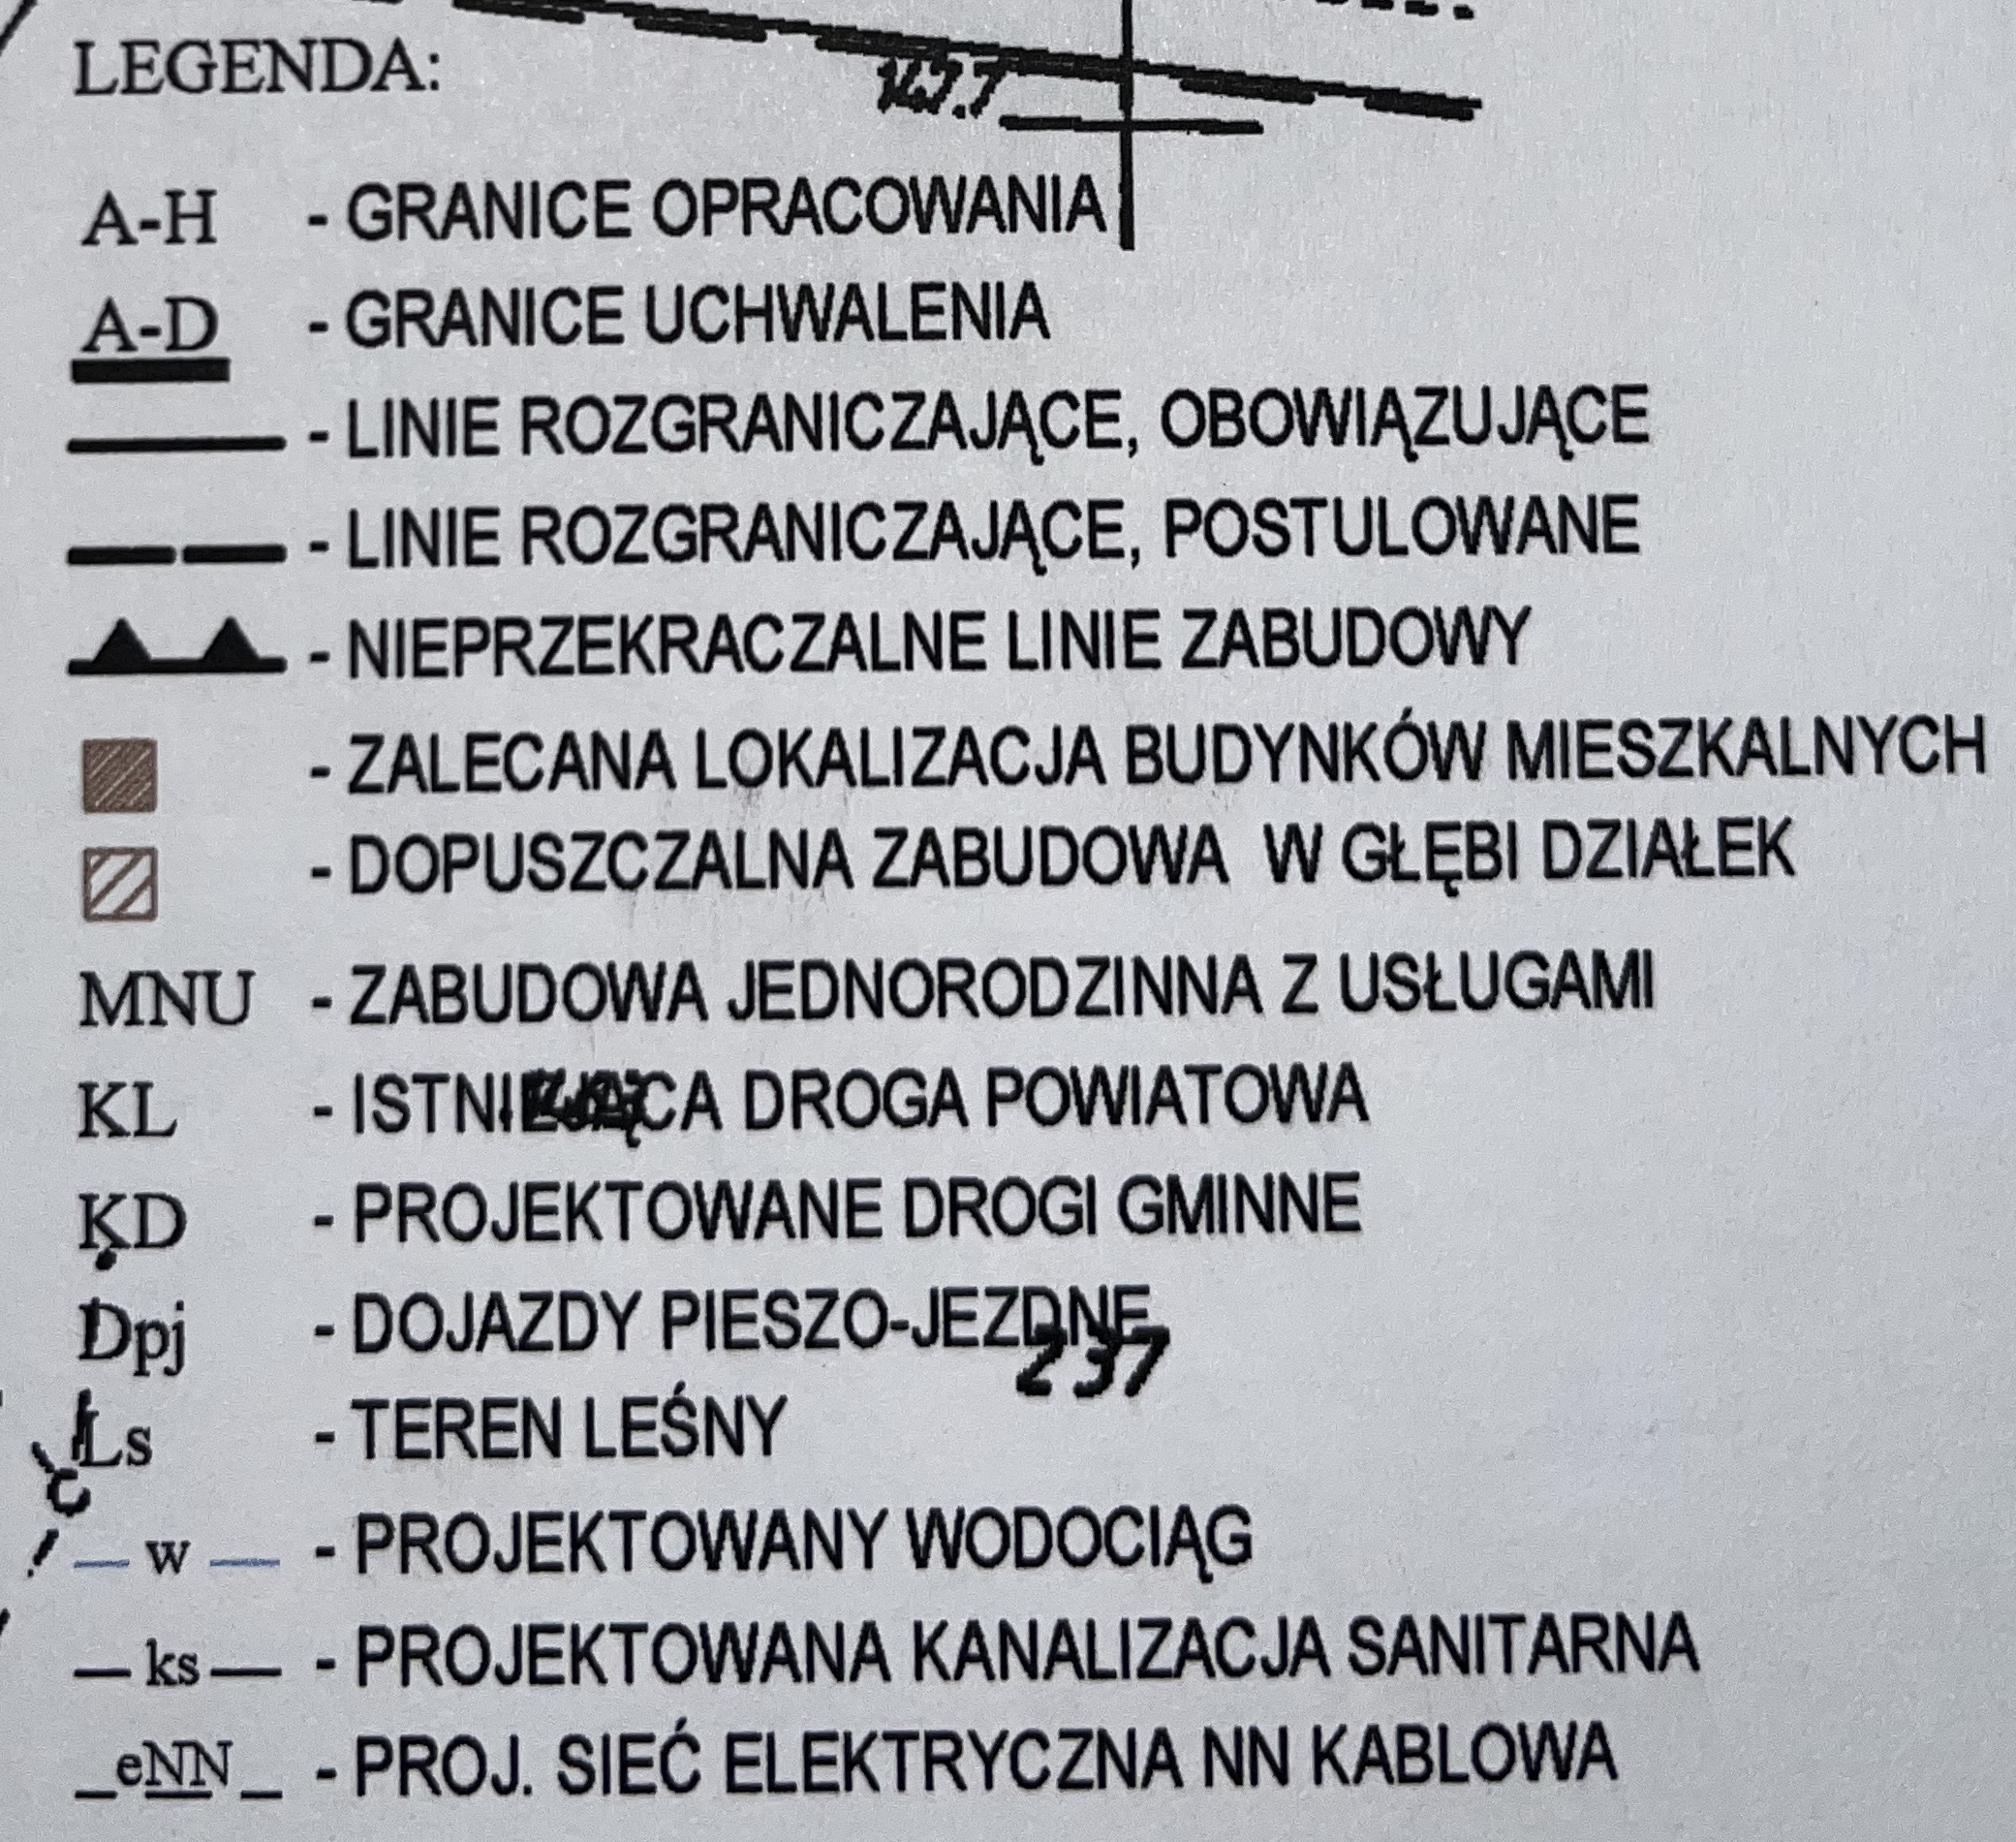 LEGENDA:
147.7
A-H - GRANICE OPRACOWANIA
A-D - GRANICE UCHWALENIA
- LINIE ROZGRANICZAJĄCE, OBOWIĄZUJĄCE
- LINIE ROZGRANICZAJĄCE, POSTULOWANE
- NIEPRZEKRACZALNE LINIE ZABUDOWY
- ZALECANA LOKALIZACJA BUDYNKÓW MIESZKALNYCH
- DOPUSZCZALNA ZABUDOWA W GŁĘBI DZIAŁEK
MNU - ZABUDOWA JEDNORODZINNA Z USŁUGAMI
KL - ISTNIEJĄCA DROGA POWIATOWA
KD - PROJEKTOWANE DROGI GMINNE
Dpj - DOJAZDY PIESZO-JEZDNE
237
Ls - TEREN LEŚNY
w - PROJEKTOWANY WODOCIĄG
ks - PROJEKTOWANA KANALIZACJA SANITARNA
eNN - PROJ. SIEĆ ELEKTRYCZNA NN KABLOWA